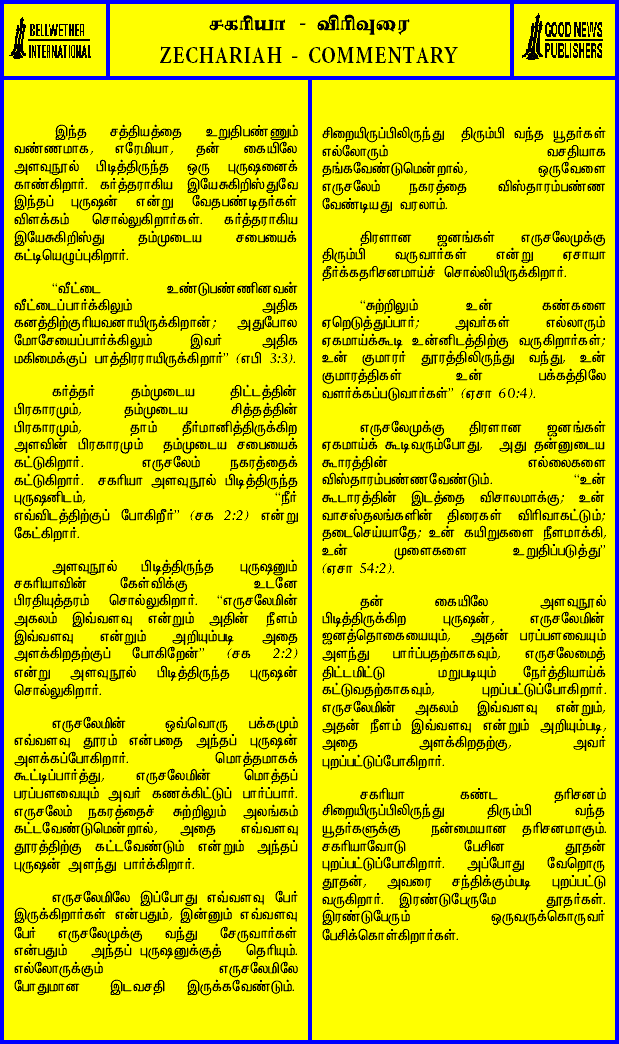 BELLWETHER
INTERNATIONAL
சகரியா - விரிவுரை
ZECHARIAH - COMMENTARY
GOOD NEWS
PUBLISHERS
இந்த சத்தியத்தை உறுதிபண்ணும்
வண்ணமாக, எரேமியா, தன் கையிலே
அளவுநூல் பிடித்திருந்த ஒரு புருஷனைக்
காண்கிறார். கர்த்தராகிய இயேசுகிறிஸ்துவே
இந்தப் புருஷன் என்று வேதபண்டிதர்கள்
விளக்கம் சொல்லுகிறார்கள். கர்த்தராகிய
இயேசுகிறிஸ்து தம்முடைய சபையைக்
கட்டியெழுப்புகிறார்.
“வீட்டை உண்டுபண்ணினவன்
வீட்டைப்பார்க்கிலும் அதிக
கனத்திற்குரியவனாயிருக்கிறான்; அதுபோல
மோசேயைப்பார்க்கிலும் இவர் அதிக
மகிமைக்குப் பாத்திரராயிருக்கிறார்” (எபி 3:3).
கர்த்தர் தம்முடைய திட்டத்தின்
பிரகாரமும், தம்முடைய சித்தத்தின்
பிரகாரமும், தாம் தீர்மானித்திருக்கிற
அளவின் பிரகாரமும் தம்முடைய சபையைக்
கட்டுகிறார். எருசலேம் நகரத்தைக்
கட்டுகிறார். சகரியா அளவுநூல் பிடித்திருந்த
புருஷனிடம், “நீர்
எவ்விடத்திற்குப் போகிறீர்” (சக 2:2) என்று
கேட்கிறார்.
அளவுநூல் பிடித்திருந்த புருஷனும்
சகரியாவின் கேள்விக்கு உடனே
பிரதியுத்தரம் சொல்லுகிறார். “எருசலேமின்
அகலம் இவ்வளவு என்றும் அதின் நீளம்
இவ்வளவு என்றும் அறியும்படி அதை
அளக்கிறதற்குப் போகிறேன்” (சக 2:2)
என்று அளவுநூல் பிடித்திருந்த புருஷன்
சொல்லுகிறார்.
எருசலேமின் ஒவ்வொரு பக்கமும்
எவ்வளவு தூரம் என்பதை அந்தப் புருஷன்
அளக்கப்போகிறார். மொத்தமாகக்
கூட்டிப்பார்த்து, எருசலேமின் மொத்தப்
பரப்பளவையும் அவர் கணக்கிட்டுப் பார்ப்பார்.
எருசலேம் நகரத்தைச் சுற்றிலும் அலங்கம்
கட்டவேண்டுமென்றால், அதை எவ்வளவு
தூரத்திற்கு கட்டவேண்டும் என்றும் அந்தப்
புருஷன் அளந்து பார்க்கிறார்.
எருசலேமிலே இப்போது எவ்வளவு பேர்
இருக்கிறார்கள் என்பதும், இன்னும் எவ்வளவு
பேர் எருசலேமுக்கு வந்து சேருவார்கள்
என்பதும் அந்தப் புருஷனுக்குத் தெரியும்.
எல்லோருக்கும் எருசலேமிலே
போதுமான இடவசதி இருக்கவேண்டும்.
சிறையிருப்பிலிருந்து திரும்பி வந்த யூதர்கள்
எல்லோரும் வசதியாக
தங்கவேண்டுமென்றால், ஒருவேளை
எருசலேம் நகரத்தை விஸ்தாரம்பண்ண
வேண்டியது வரலாம்.
திரளான ஜனங்கள் எருசலேமுக்கு
திரும்பி வருவார்கள் என்று ஏசாயா
தீர்க்கதரிசனமாய்ச் சொல்லியிருக்கிறார்.
“சுற்றிலும் உன் கண்களை
ஏறெடுத்துப்பார்; அவர்கள் எல்லாரும்
ஏகமாய்க்கூடி உன்னிடத்திற்கு வருகிறார்கள்;
உன் குமாரர் தூரத்திலிருந்து வந்து, உன்
குமாரத்திகள் உன் பக்கத்திலே
வளர்க்கப்படுவார்கள்” (ஏசா 60:4).
எருசலேமுக்கு திரளான ஜனங்கள்
ஏகமாய்க் கூடிவரும்போது, அது தன்னுடைய
கூாரத்தின் எல்லைகளை
விஸ்தாரம்பண்ணவேண்டும். “உன்
கூடாரத்தின் இடத்தை விசாலமாக்கு; உன்
வாசஸ்தலங்களின் திரைகள் விரிவாகட்டும்;
தடைசெய்யாதே; உன் கயிறுகளை நீளமாக்கி,
உன் முளைகளை உறுதிப்படுத்து”
(ஏசா 54:2).
தன் கையிலே அளவுநூல்
பிடித்திருக்கிற புருஷன், எருசலேமின்
ஜனத்தொகையையும், அதன் பரப்பளவையும்
அளந்து பார்ப்பதற்காகவும், எருசலேமைத்
திட்டமிட்டு மறுபடியும் நேர்த்தியாய்க்
கட்டுவதற்காகவும், புறப்பட்டுப்போகிறார்.
எருசலேமின் அகலம் இவ்வளவு என்றும்,
அதன் நீளம் இவ்வளவு என்றும் அறியும்படி,
அதை அளக்கிறதற்கு, அவர்
புறப்பட்டுப்போகிறார்.
சகரியா கண்ட தரிசனம்
சிறையிருப்பிலிருந்து திரும்பி வந்த
யூதர்களுக்கு நன்மையான தரிசனமாகும்.
சகரியாவோடு பேசின தூதன்
புறப்பட்டுப்போகிறார். அப்போது வேறொரு
தூதன், அவரை சந்திக்கும்படி புறப்பட்டு
வருகிறார். இரண்டுபேருமே தூதர்கள்.
இரண்டுபேரும் ஒருவருக்கொருவர்
பேசிக்கொள்கிறார்கள்.